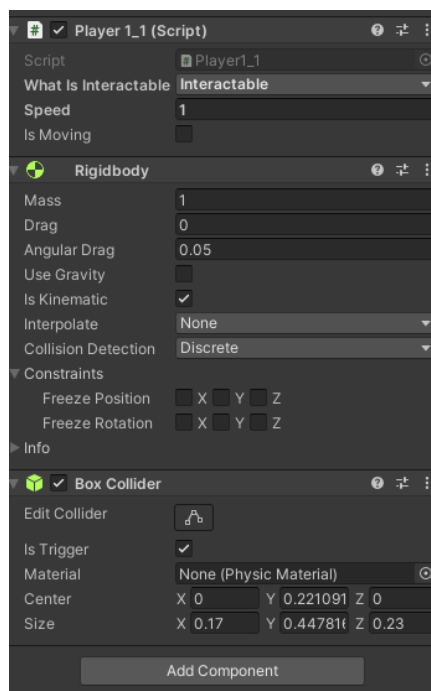 # Player 1_1 (Script)
Script Player1_1
What Is Interactable Interactable
Speed 1
Is Moving
Rigidbody
Mass 1
Drag 0
Angular Drag 0.05
Use Gravity
Is Kinematic
Interpolate None
Collision Detection Discrete
Constraints
Freeze Position X Y Z
Freeze Rotation X Y Z
Info
Box Collider
Edit Collider
Is Trigger
Material None (Physic Material)
Center X 0 Y 0.221091 Z 0
Size X 0.17 Y 0.447816 Z 0.23
Add Component